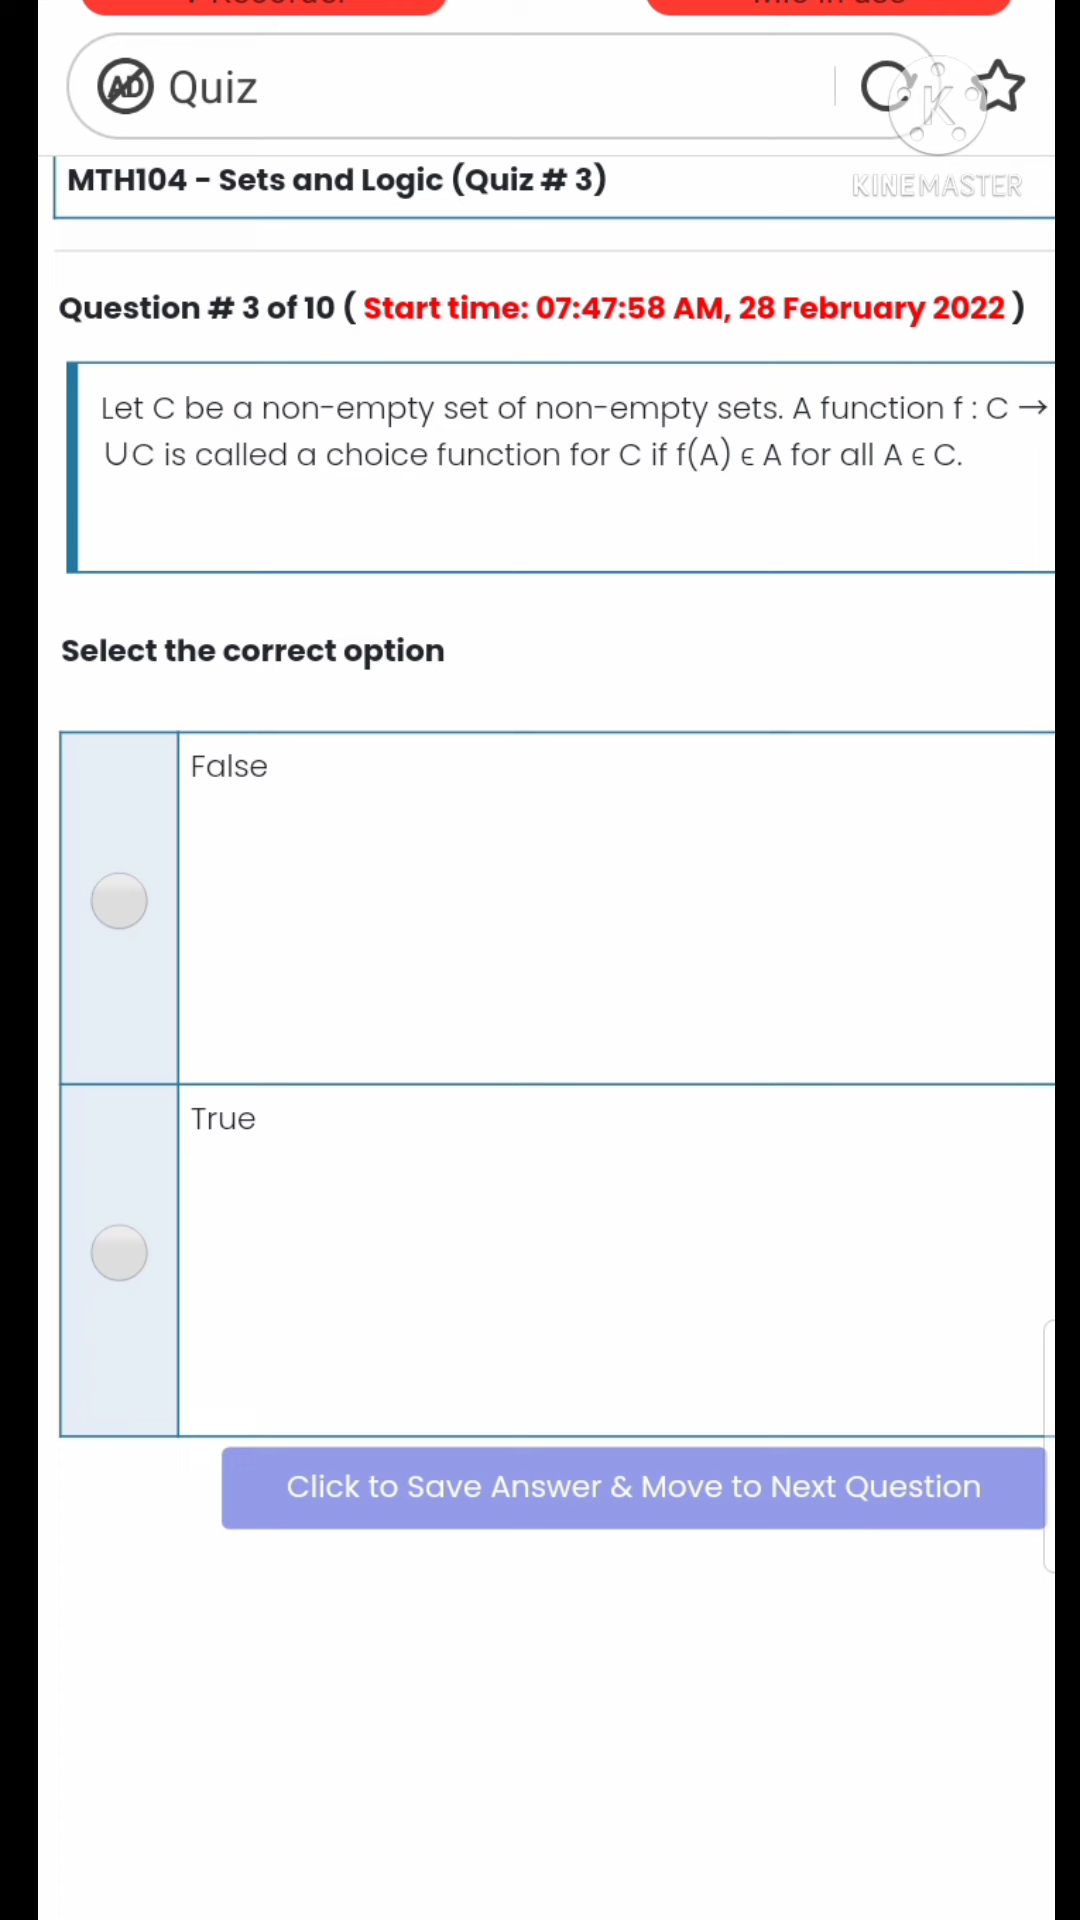 Quiz
K
KINEMASTER
MTH104 - Sets and Logic (Quiz # 3)
Question # 3 of 10 ( Start time: 07:47:58 AM, 28 February 2022 )
Let C be a non-empty set of non-empty sets. A function f : C →
∪C is called a choice function for C if f(A) ϵ A for all A ϵ C.
Select the correct option
False
True
Click to Save Answer & Move to Next Question